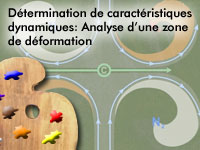 Détermination de caractéristiques
dynamiques: Analyse d'une zone
de déformation
C